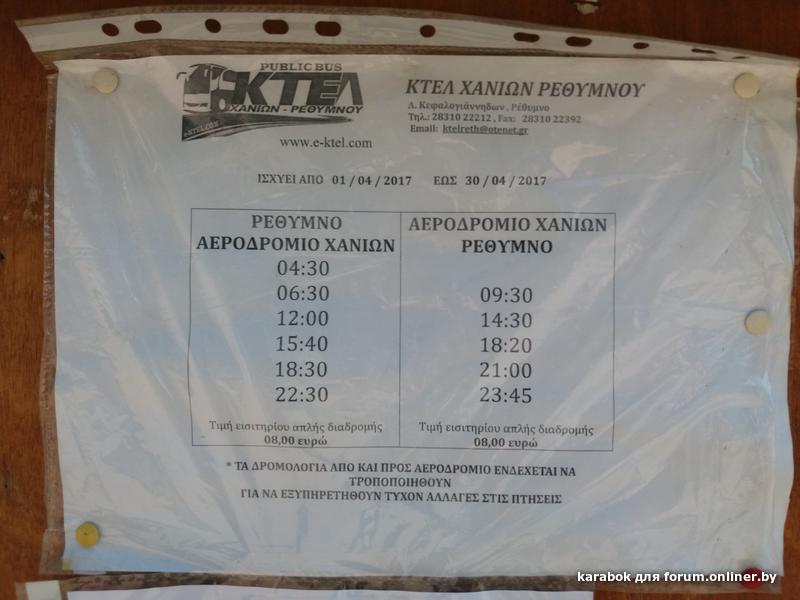 PUBLIC BUS
ΚΤΕΛ
ΧΑΝΙΩΝ - ΡΕΘΥΜΝΟΥ
e-KTEL.COM
www.e-ktel.com
ΚΤΕΛ ΧΑΝΙΩΝ ΡΕΘΥΜΝΟΥ
Λ. Κεφαλογιάννηδων , Ρέθυμνο
Τηλ.: 28310 22212 , Fax: 28310 22392
Email: ktelreth@otenet.gr
ΙΣΧΥΕΙ ΑΠΟ 01 / 04 / 2017 ΕΩΣ 30 / 04 / 2017
ΡΕΘΥΜΝΟ
ΑΕΡΟΔΡΟΜΙΟ ΧΑΝΙΩΝ
04:30
06:30
12:00
15:40
18:30
22:30
Τιμή εισιτηρίου απλής διαδρομής
08,00 ευρώ
ΑΕΡΟΔΡΟΜΙΟ ΧΑΝΙΩΝ
ΡΕΘΥΜΝΟ
09:30
14:30
18:20
21:00
23:45
Τιμή εισιτηρίου απλής διαδρομής
08,00 ευρώ
* ΤΑ ΔΡΟΜΟΛΟΓΙΑ ΑΠΟ ΚΑΙ ΠΡΟΣ ΑΕΡΟΔΡΟΜΙΟ ΕΝΔΕΧΕΤΑΙ ΝΑ
ΤΡΟΠΟΠΟΙΗΘΟΥΝ
ΓΙΑ ΝΑ ΕΞΥΠΗΡΕΤΗΘΟΥΝ ΤΥΧΟΝ ΑΛΛΑΓΕΣ ΣΤΙΣ ΠΤΗΣΕΙΣ
karabok для forum.onliner.by